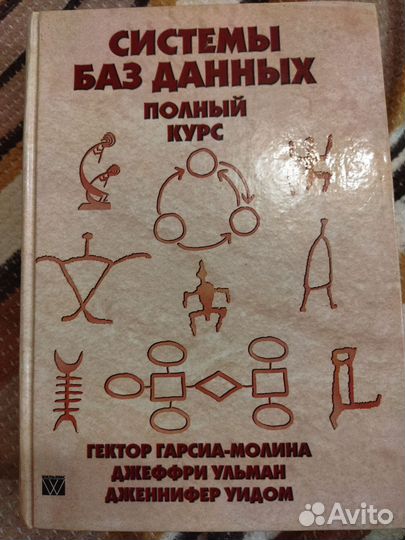 СИСТЕМЫ
БАЗ ДАННЫХ
ПОЛНЫЙ
КУРС
ГЕКТОР ГАРСИА-МОЛИНА
ДЖЕФФРИ УЛЬМАН
ДЖЕННИФЕР УИДОМ
W
Avito